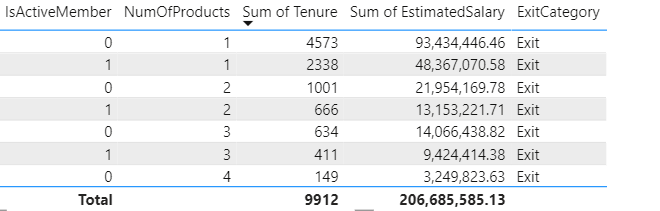 IsActiveMember NumOfProducts Sum of Tenure Sum of EstimatedSalary ExitCategory
0 1 4573 93,434,446.46 Exit
1 1 2338 48,367,070.58 Exit
0 2 1001 21,954,169.78 Exit
1 2 666 13,153,221.71 Exit
0 3 634 14,066,438.82 Exit
1 3 411 9,424,414.38 Exit
0 4 149 3,249,823.63 Exit
Total 9912 206,685,585.13